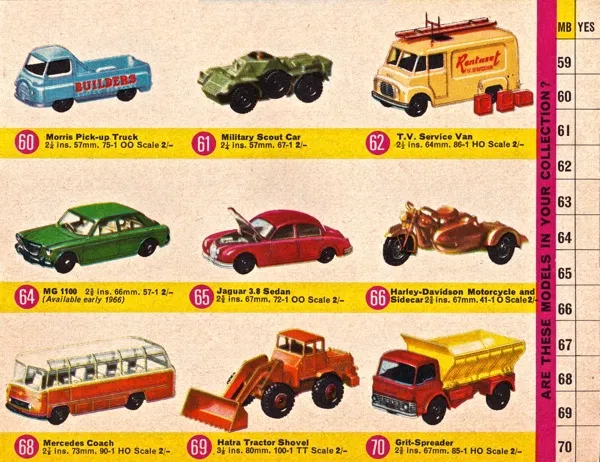 MB YES
BUILDERS
Rentaset
T.V. SERVICE
60 Morris Pick-up Truck
2¼ ins. 57mm. 75-1 OO Scale 2/-
61 Military Scout Car
2¼ ins. 57mm. 67-1 2/-
62 T.V. Service Van
2½ ins. 64mm. 86-1 HO Scale 2/-
64 MG 1100 2⅝ ins. 66mm. 57-1 2/-
(Available early 1966)
65 Jaguar 3.8 Sedan
2⅝ ins. 67mm. 72-1 OO Scale 2/-
66 Harley-Davidson Motorcycle and
Sidecar 2⅝ ins. 67mm. 41-1 O Scale 2/-
68 Mercedes Coach
73mm. 90-1 HO Scale 2/-
69 Hatra Tractor Shovel
80mm. 100-1 TT Scale 2/-
70 Grit-Spreader
2⅝ ins. 67mm. 85-1 HO Scale 2/-
ARE THESE MODELS IN YOUR COLLECTION?
59
60
61
62
63
64
65
66
67
68
69
70